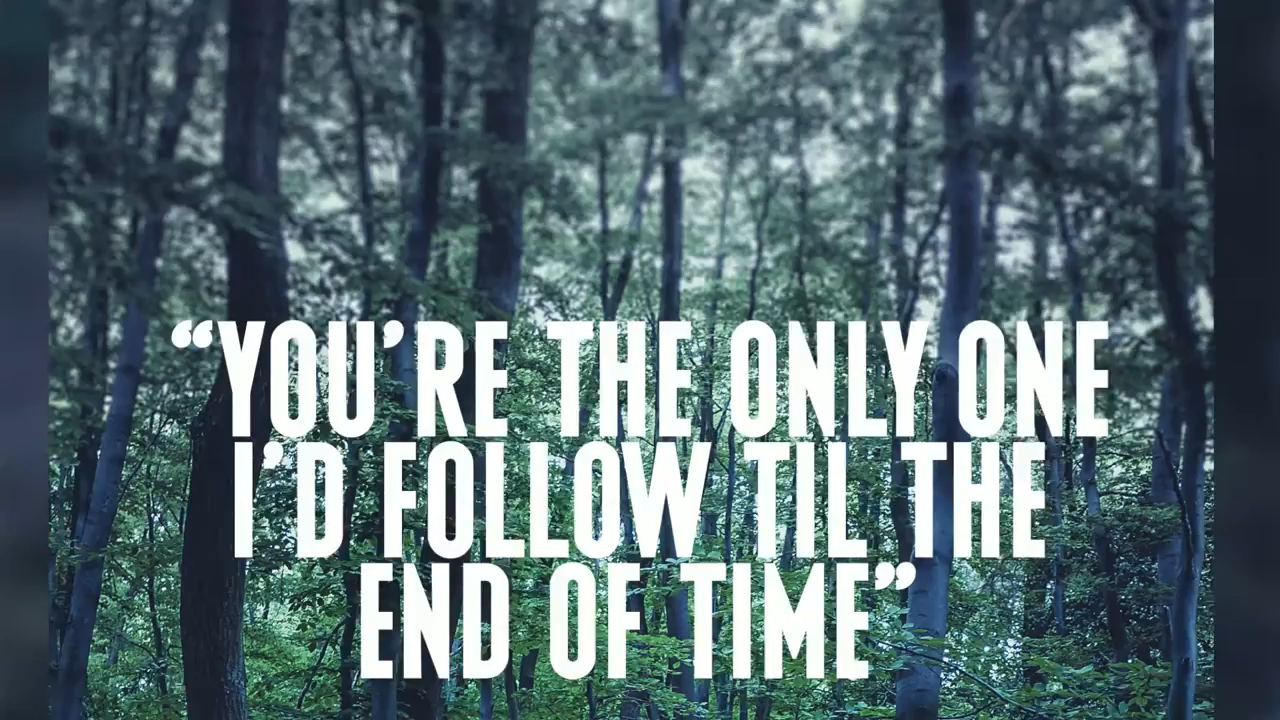 “YOU’RE THE ONLY ONE
I’D FOLLOW TIL THE
END OF TIME”